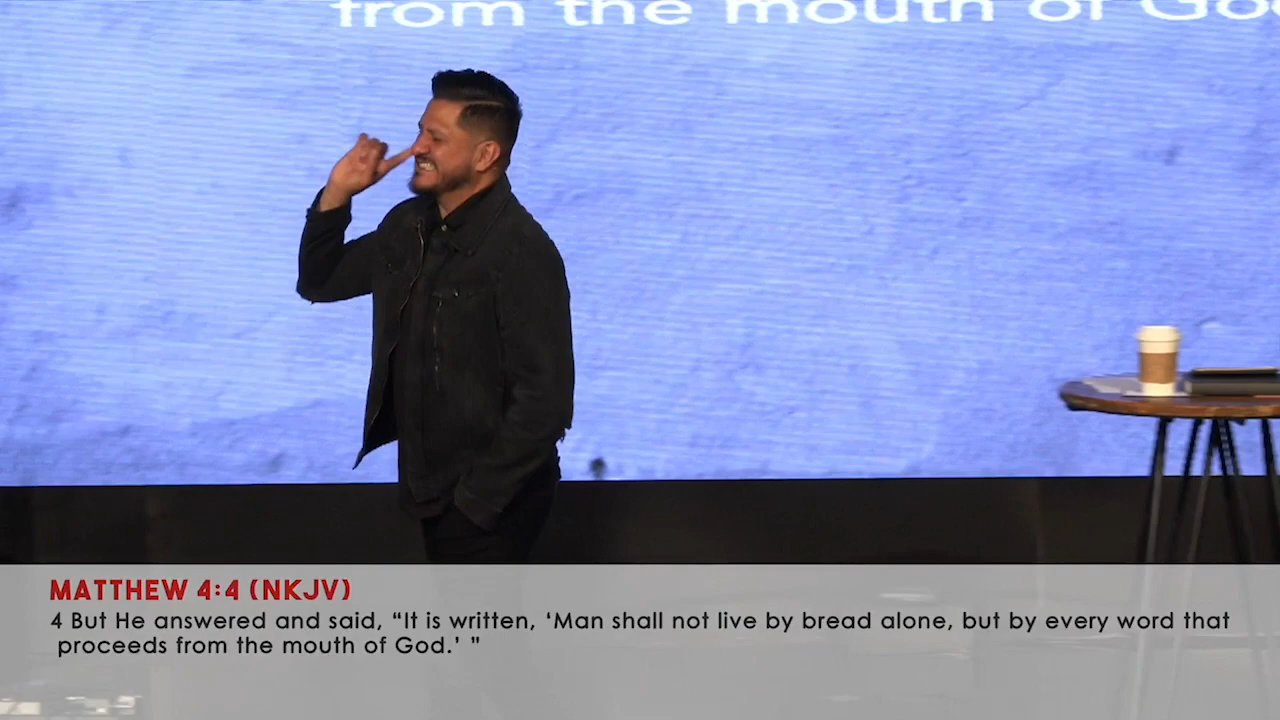 from the mouth of Go
MATTHEW 4:4 (NKJV)
4 But He answered and said, “It is written, ‘Man shall not live by bread alone, but by every word that
proceeds from the mouth of God.’ ”